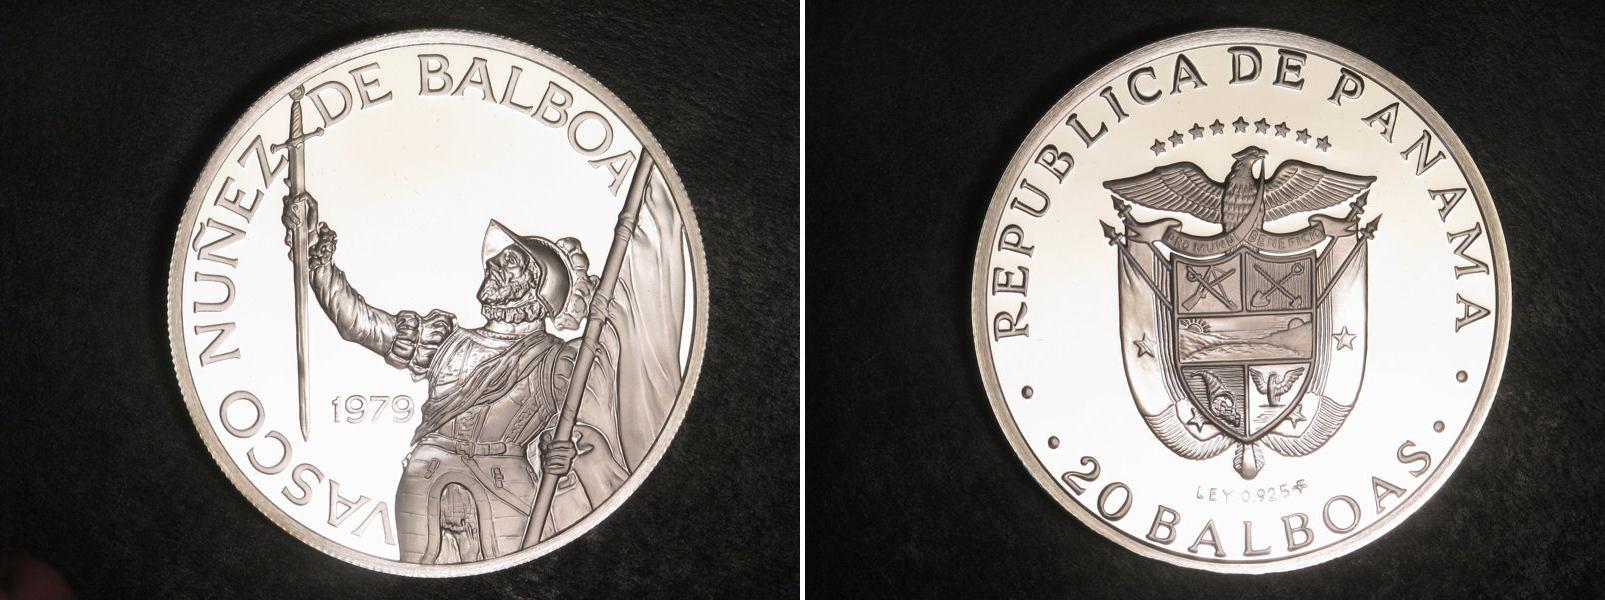 VASCO NUÑEZ DE BALBOA
1979
REPUBLICA DE PANAMA
PRO MUNDI BENEFICIO
LEY 0.925
· 20 BALBOAS ·